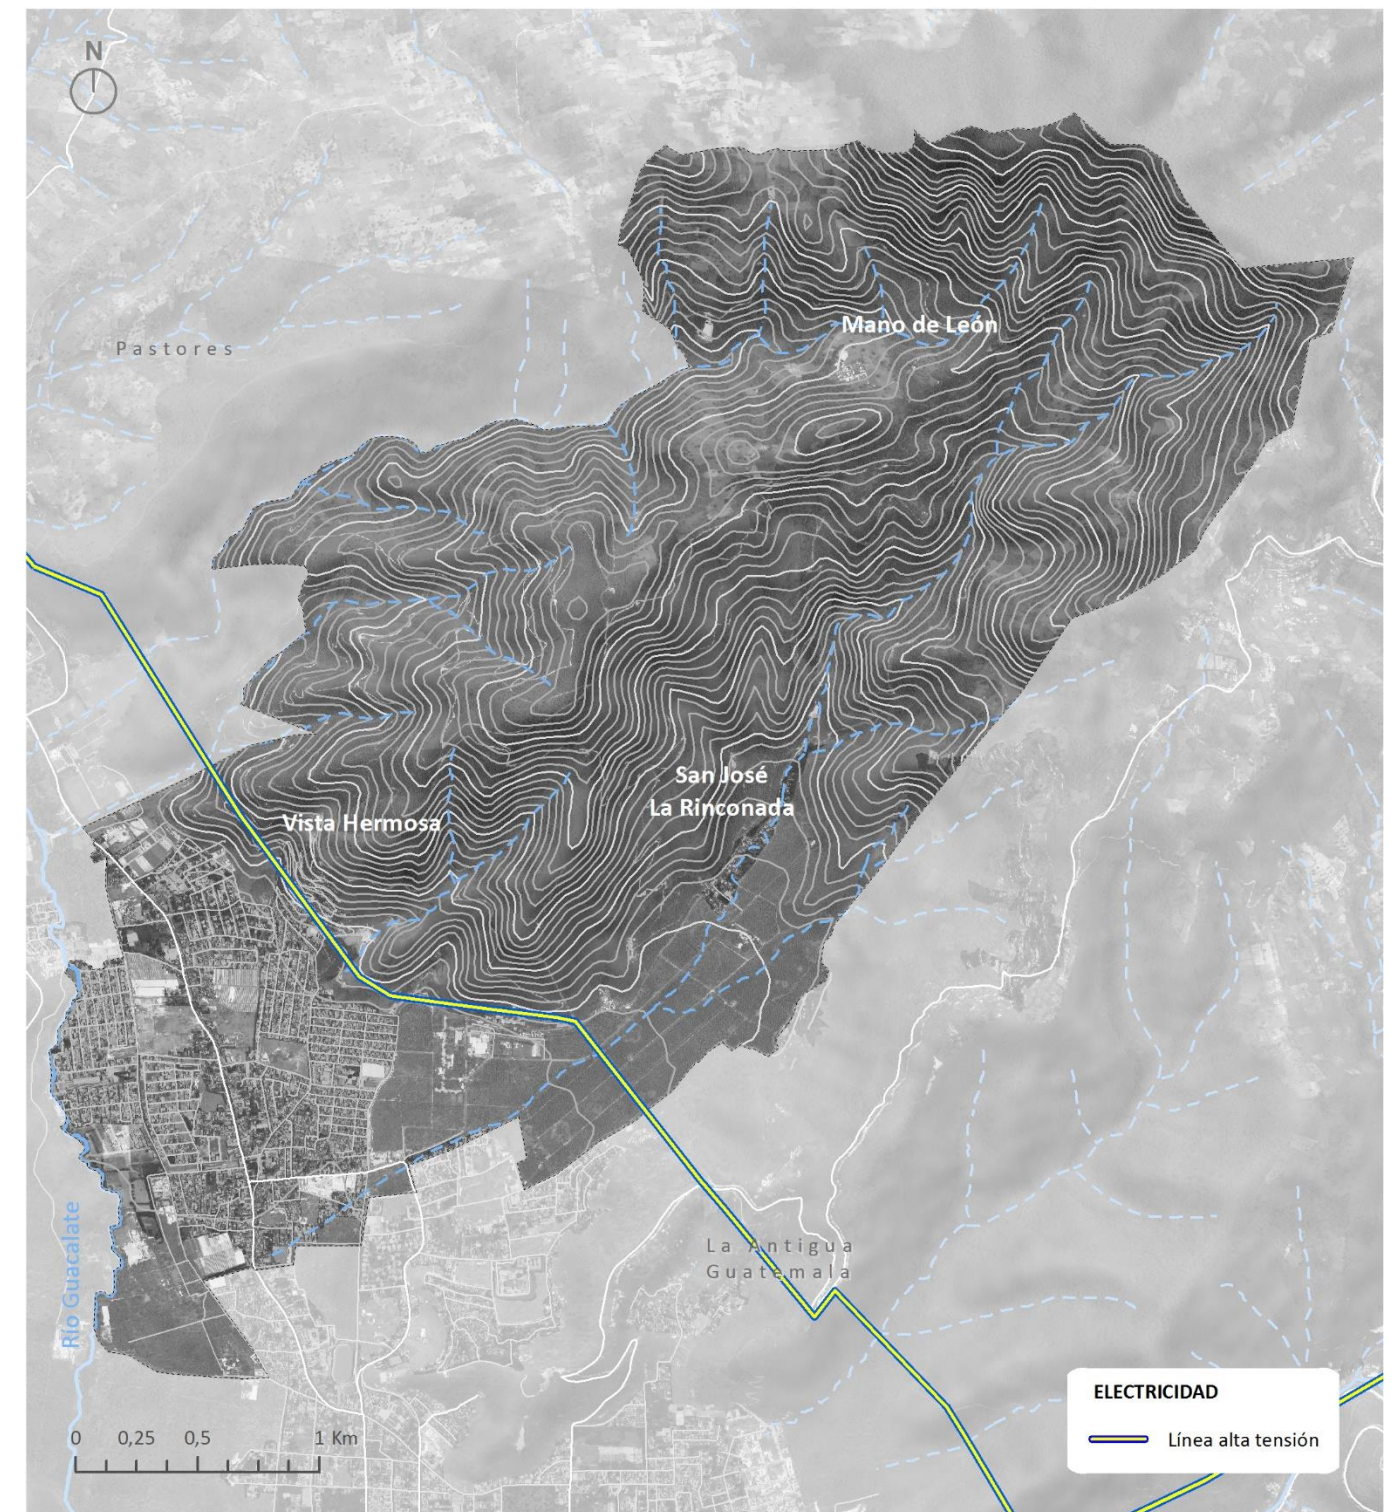 N
Pastores
Mano de León
San José
La Rinconada
Vista Hermosa
Río Guacalate
La Antigua
Guatemala
0 0,25 0,5 1 Km
ELECTRICIDAD
Línea alta tensión